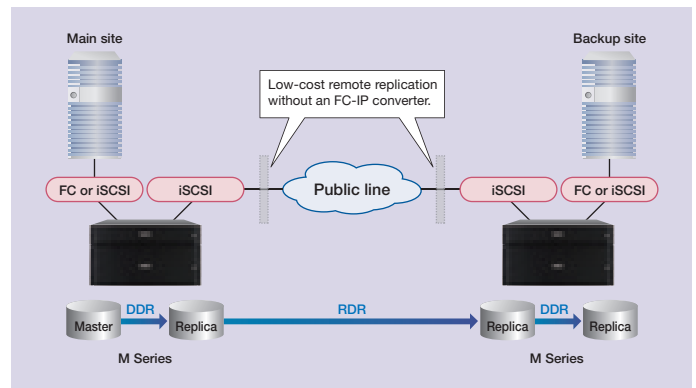 Main site
Backup site
Low-cost remote replication
without an FC-IP converter.
FC or iSCSI
iSCSI
Public line
iSCSI
FC or iSCSI
DDR
RDR
DDR
Master
Replica
Replica
Replica
M Series
M Series